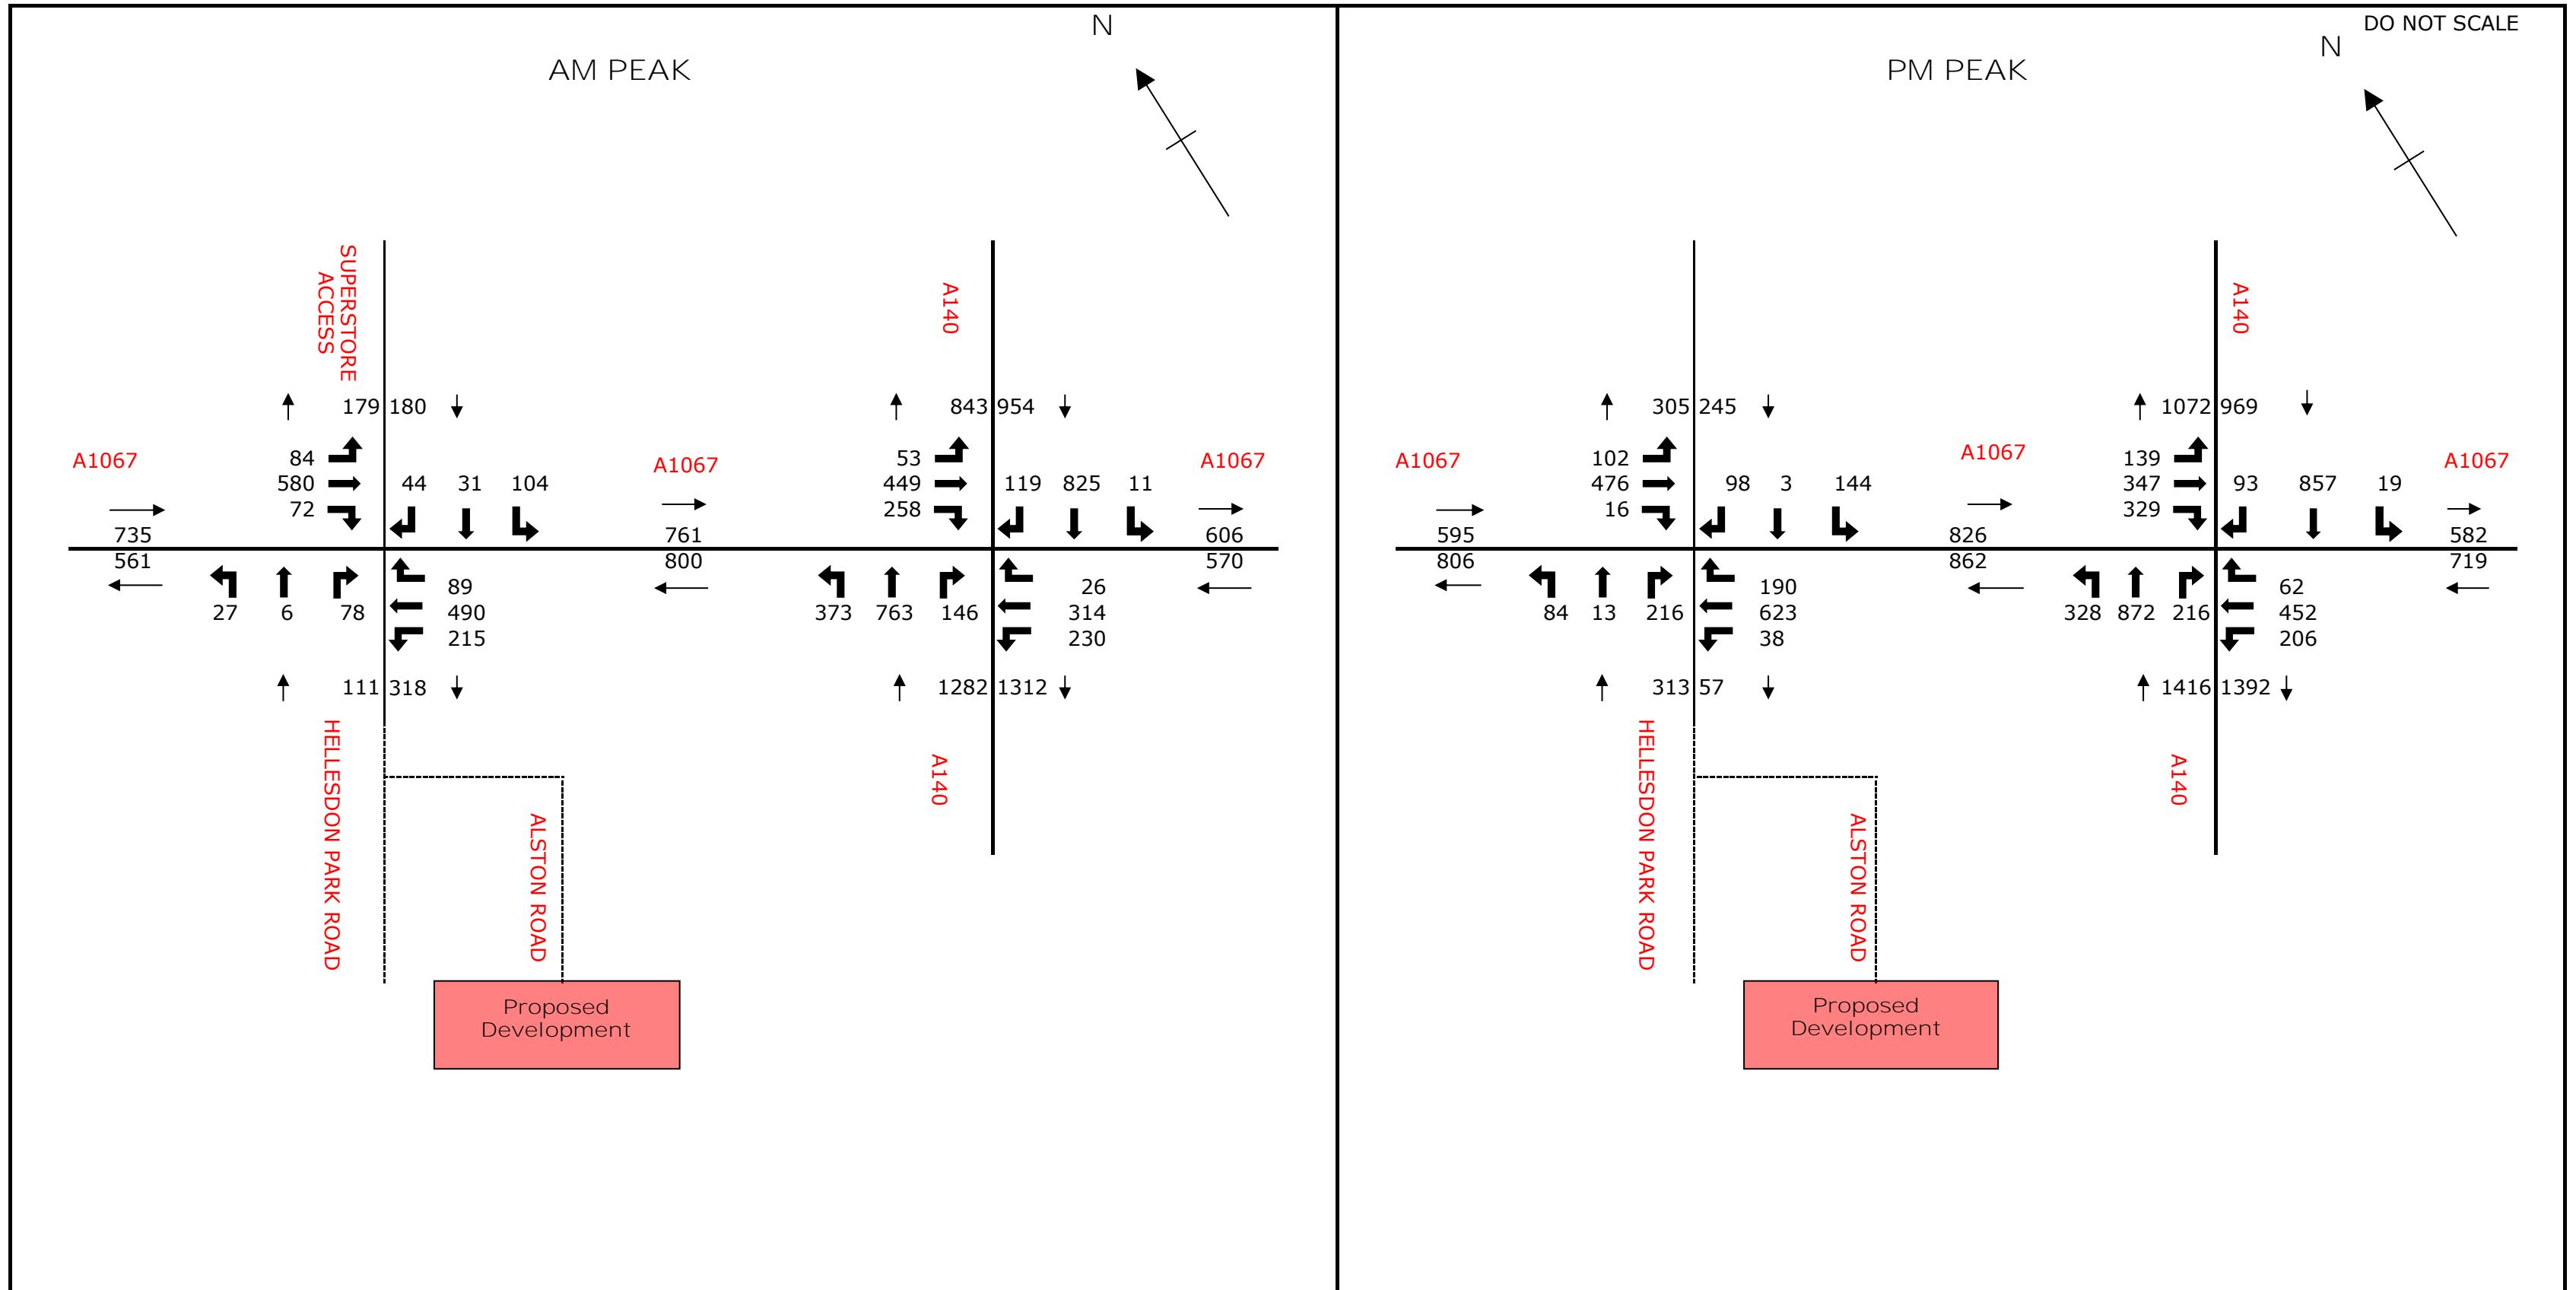 AM PEAK
N
SUPERSTORE
ACCESS
A140
179 180
843 954
A1067
84
580
72
44 31 104
A1067
53
449
258
119 825 11
A1067
735
561
761
800
606
570
27 6 78
89
490
215
373 763 146
26
314
230
111 318
1282 1312
HELLESDON PARK ROAD
ALSTON ROAD
A140
Proposed
Development
DO NOT SCALE
PM PEAK
N
A140
305 245
1072 969
A1067
102
476
16
98 3 144
A1067
139
347
329
93 857 19
A1067
595
806
826
862
582
719
84 13 216
190
623
38
328 872 216
62
452
206
313 57
1416 1392
HELLESDON PARK ROAD
ALSTON ROAD
A140
Proposed
Development